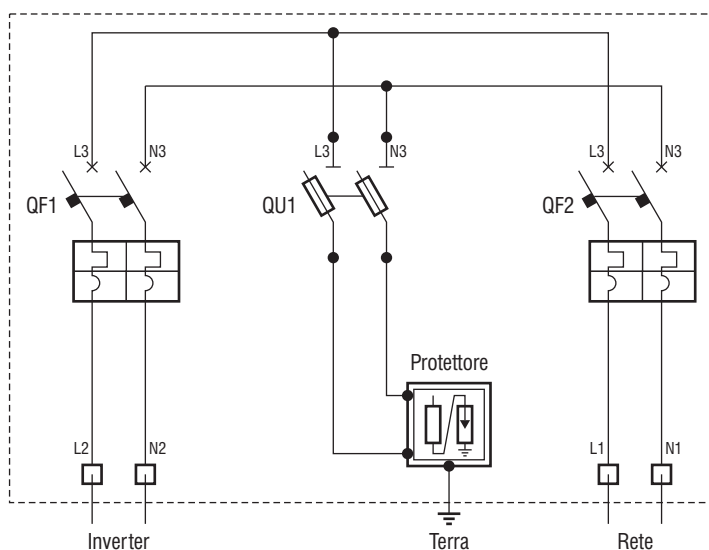 L3 N3 L3 N3 L3 N3
QF1 QU1 QF2
Protettore
L2 N2 L1 N1
Inverter Terra Rete